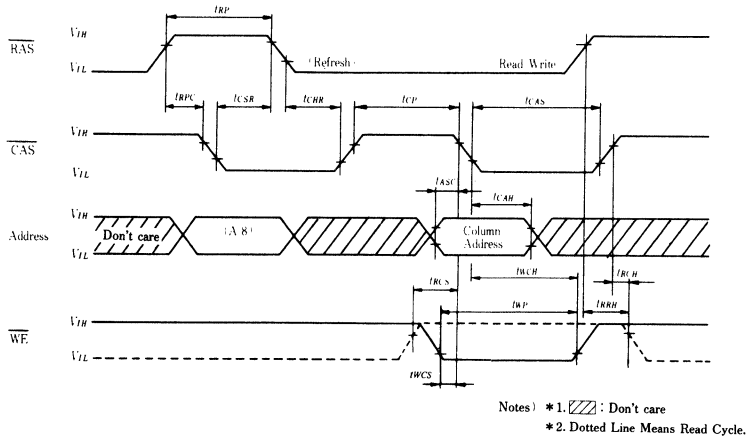 tRP
RAS
VIH
VIL
(Refresh)
Read Write
tRPC
tCSR
tCHR
tCP
tCAS
CAS
VIH
VIL
tASC
tCAH
Address
VIH
VIL
Don't care
(A8)
Column
Address
tWCH
tRCS
tRCH
tWP
tRRH
WE
VIH
VIL
tWCS
Notes) *1. : Don't care
*2. Dotted Line Means Read Cycle.